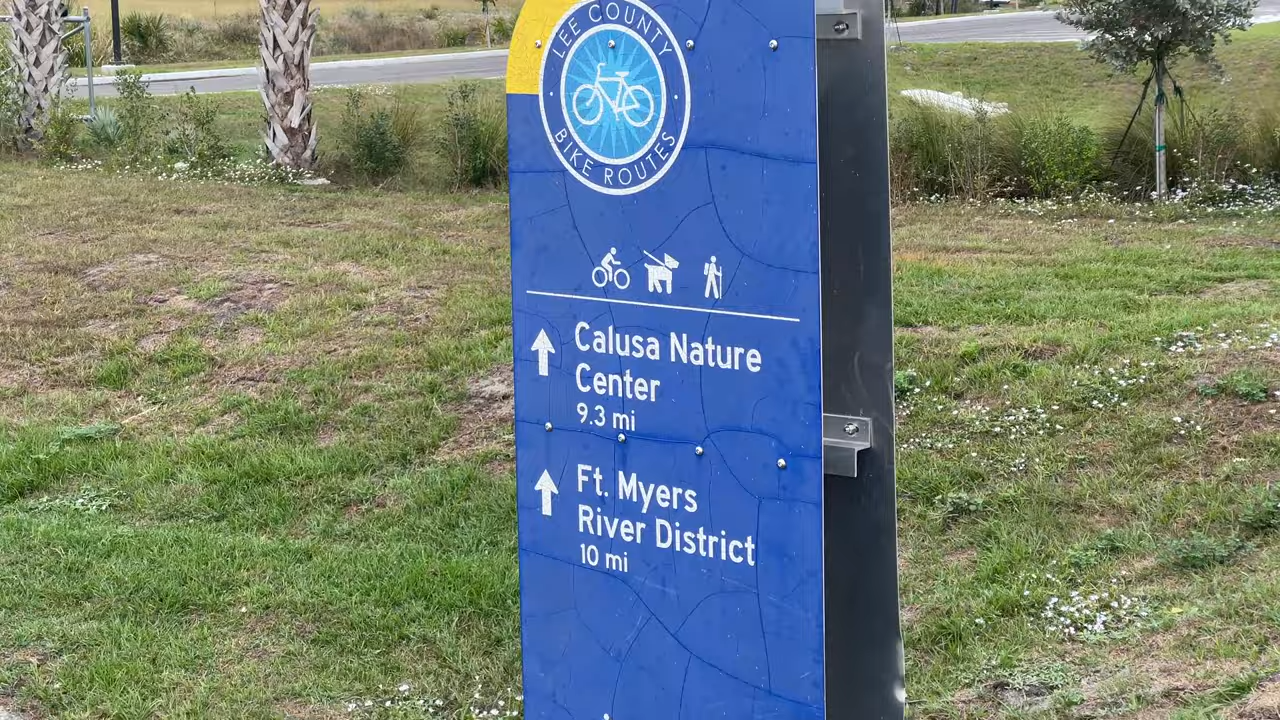 LEE COUNTY
BIKE ROUTES
Calusa Nature
Center
9.3 mi
Ft. Myers
River District
10 mi